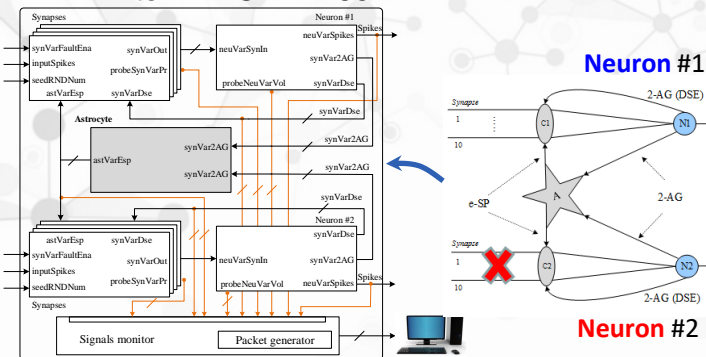 Synapses
Neuron #1
synVarFaultEna
inputSpikes
seedRNDNum
astVarEsp
synVarOut
probeSynVarPr
synVarDse
neuVarSynIn
probeNeuVarVol
neuVarSpikes
synVar2AG
synVarDse
Spikes
synVarDse
synVar2AG
Astrocyte
astVarEsp
synVar2AG
synVar2AG
synVar2AG
synVarDse
Neuron #2
astVarEsp
synVarDse
synVarFaultEna
inputSpikes
seedRNDNum
synVarOut
probeSynVarPr
Synapses
neuVarSynIn
probeNeuVarVol
synVarDse
synVar2AG
neuVarSpikes
Spikes
Signals monitor
Packet generator
Neuron #1
2-AG (DSE)
Synapse
1
10
C1
N1
e-SP
A
2-AG
Synapse
1
10
C2
N2
2-AG (DSE)
Neuron #2